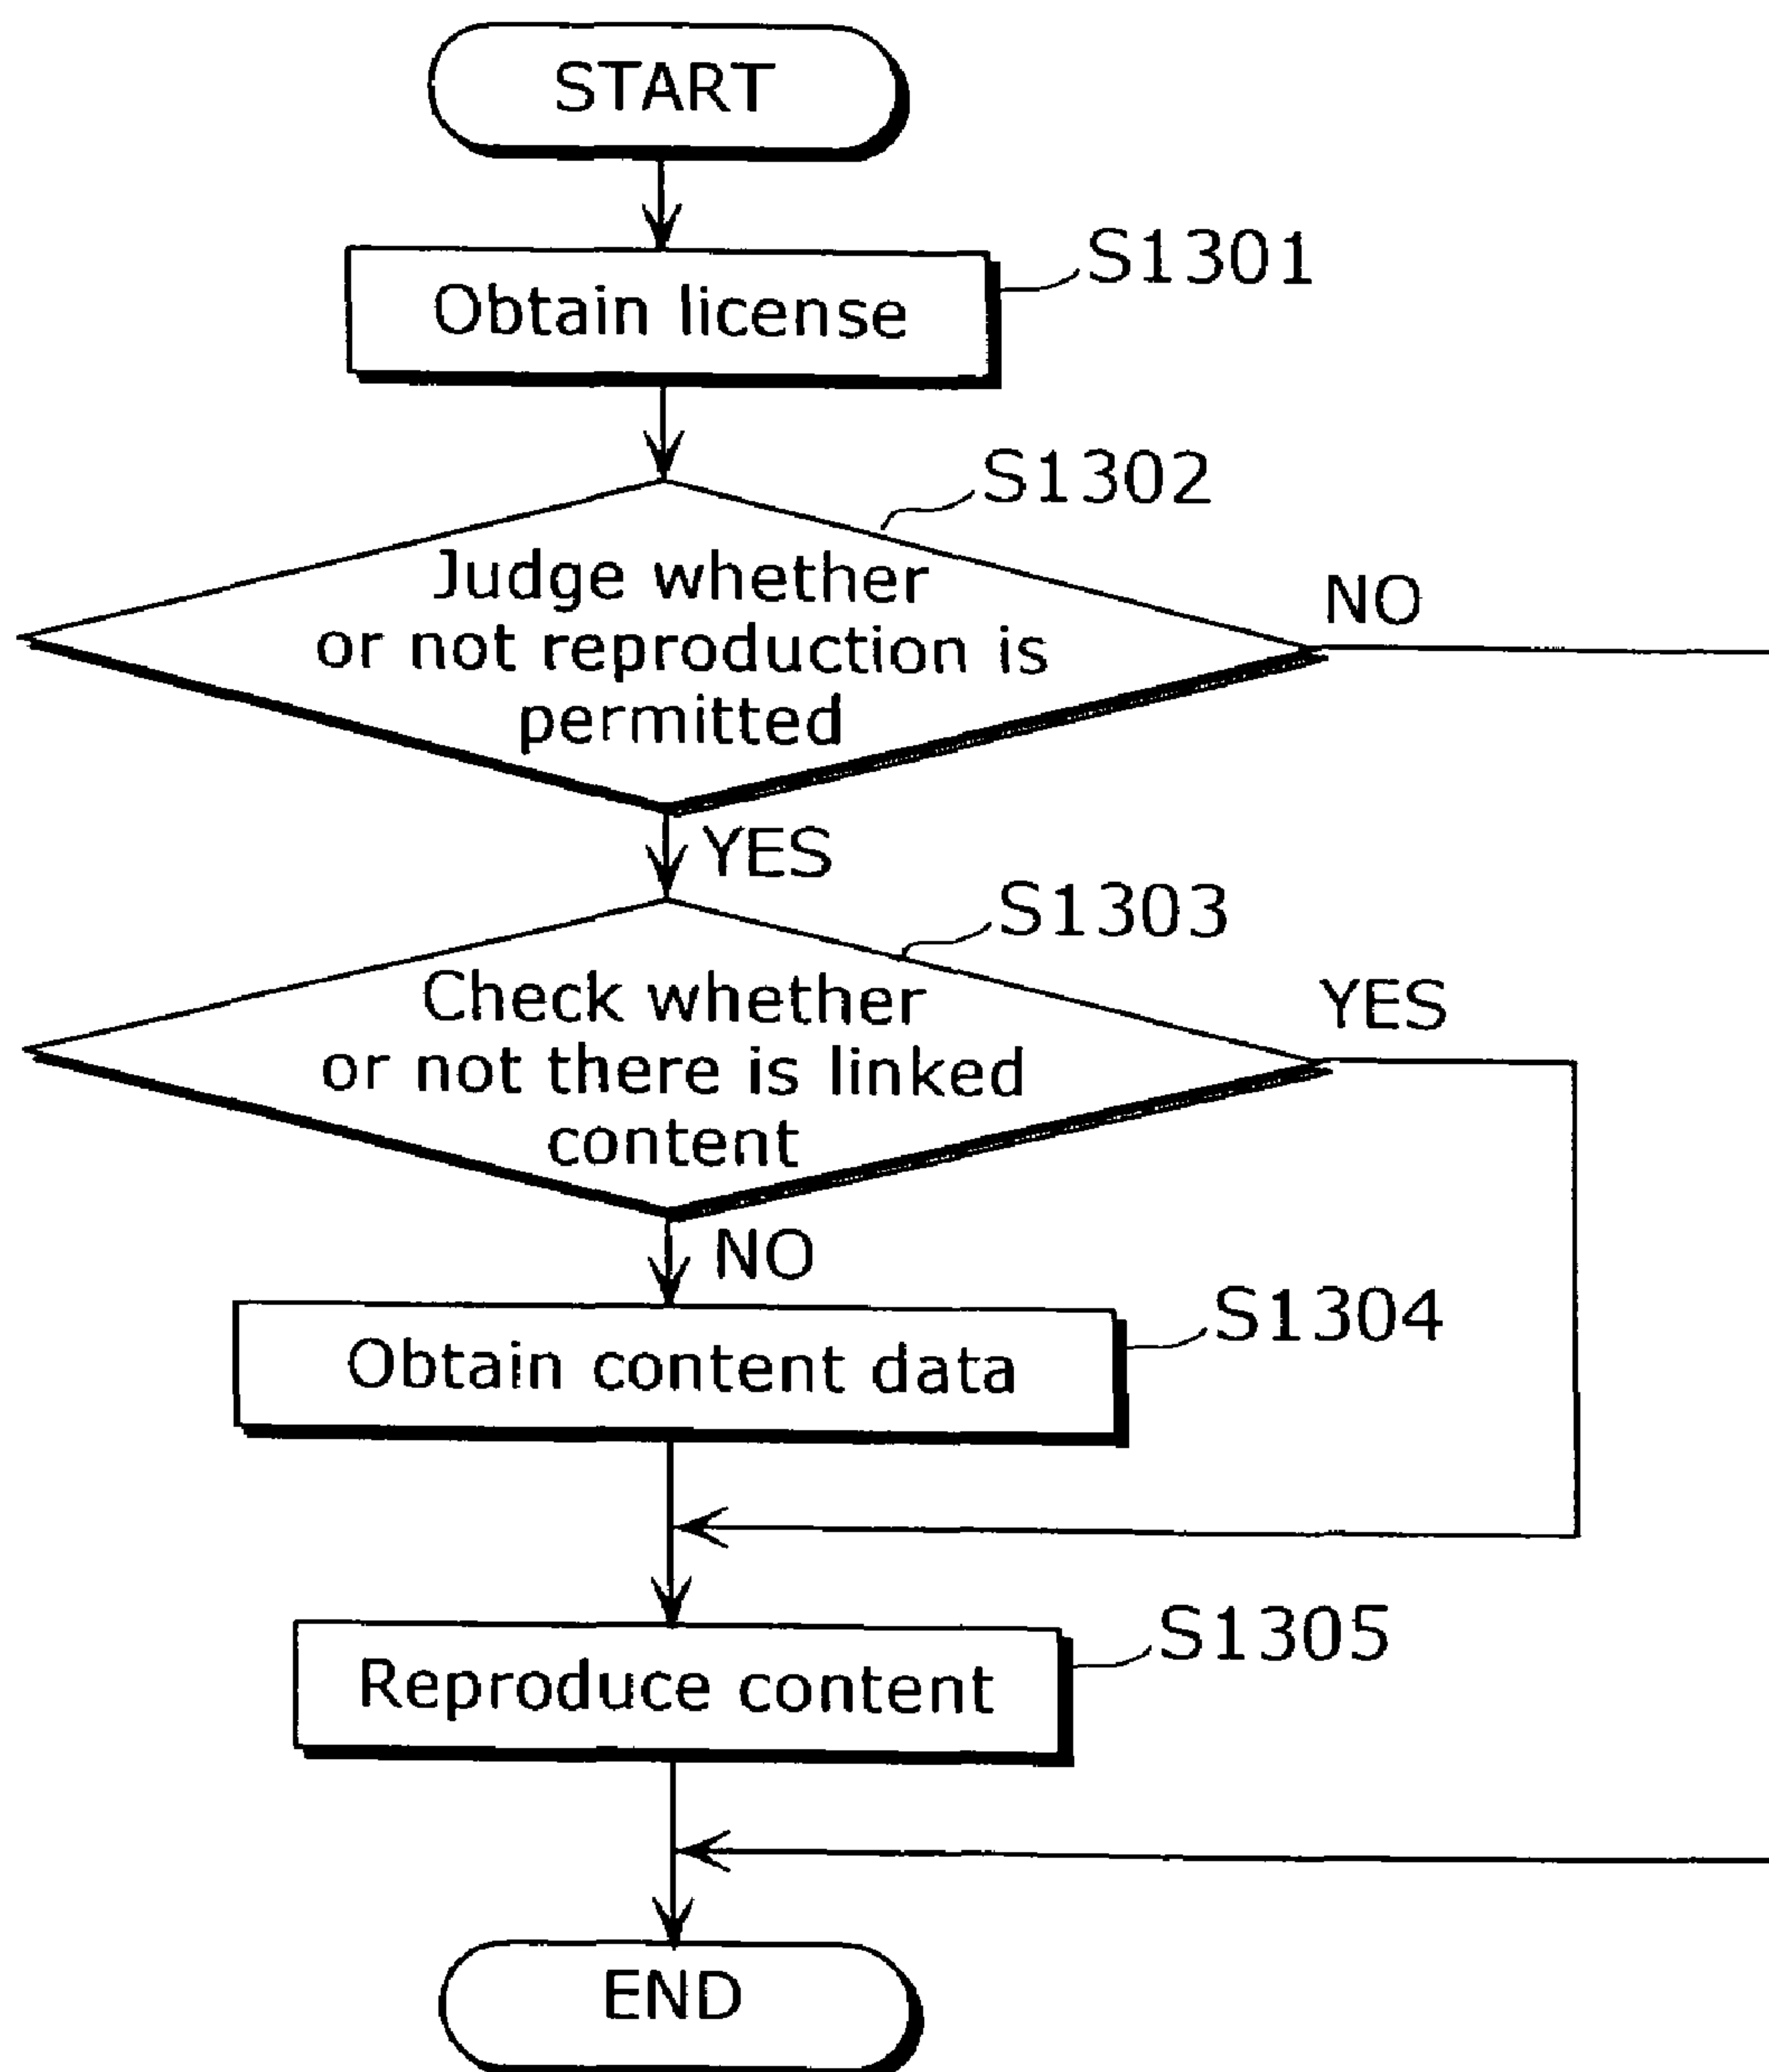 START
S1301
Obtain license
S1302
Judge whether
or not reproduction is
permitted
NO
YES
S1303
Check whether
or not there is linked
content
YES
NO
S1304
Obtain content data
S1305
Reproduce content
END